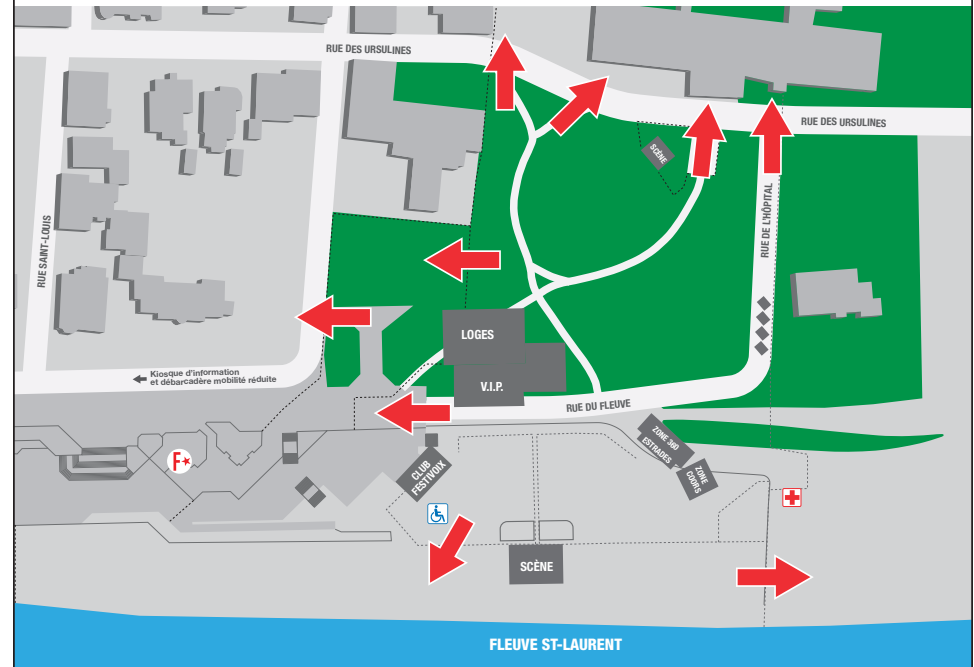 RUE DES URSULINES
RUE DES URSULINES
SCÈNE
RUE DE L'HÔPITAL
RUE SAINT-LOUIS
LOGES
V.I.P.
Kiosque d'information
et débarcadère mobilité réduite
RUE DU FLEUVE
ZONE 360
ESTRADES
ZONE
COORS
CLUB
FESTIVOIX
F
SCÈNE
FLEUVE ST-LAURENT